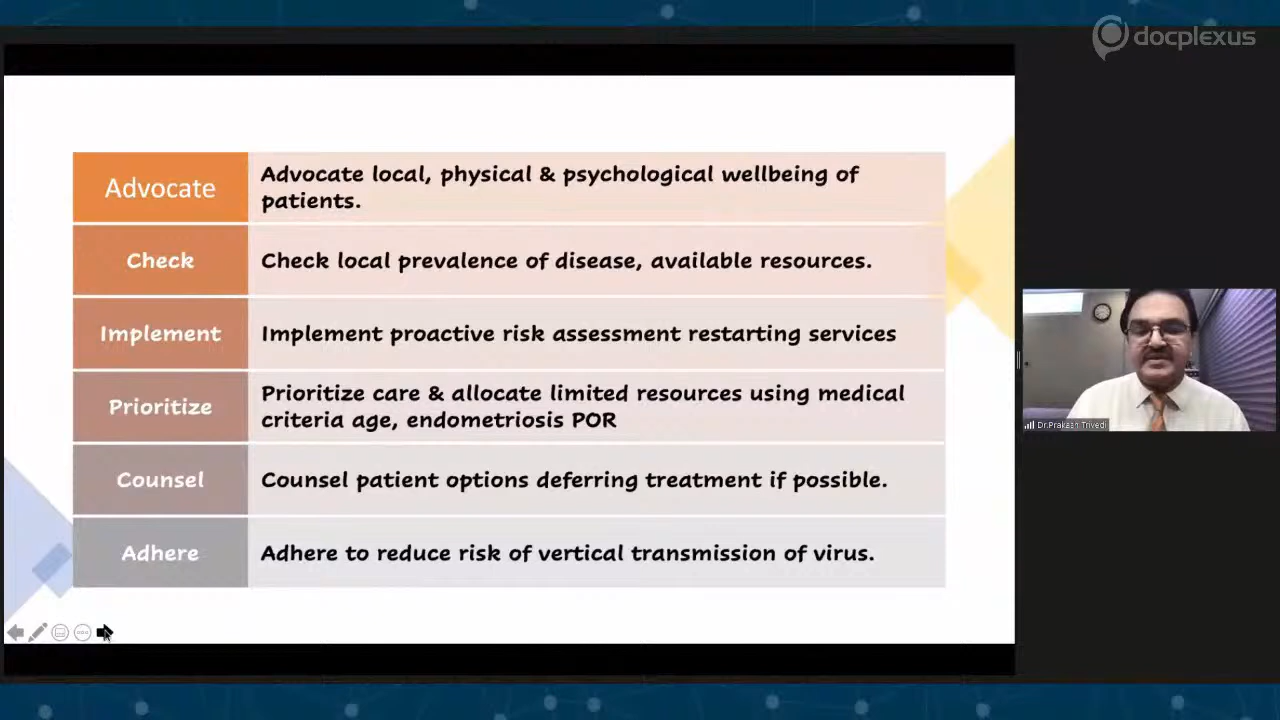 docplexus
Advocate
Advocate local, physical & psychological wellbeing of
patients.
Check
Check local prevalence of disease, available resources.
Implement
Implement proactive risk assessment restarting services
Prioritize
Prioritize care & allocate limited resources using medical
criteria age, endometriosis POR
Counsel
Counsel patient options deferring treatment if possible.
Adhere
Adhere to reduce risk of vertical transmission of virus.
Dr.Prakash Trivedi